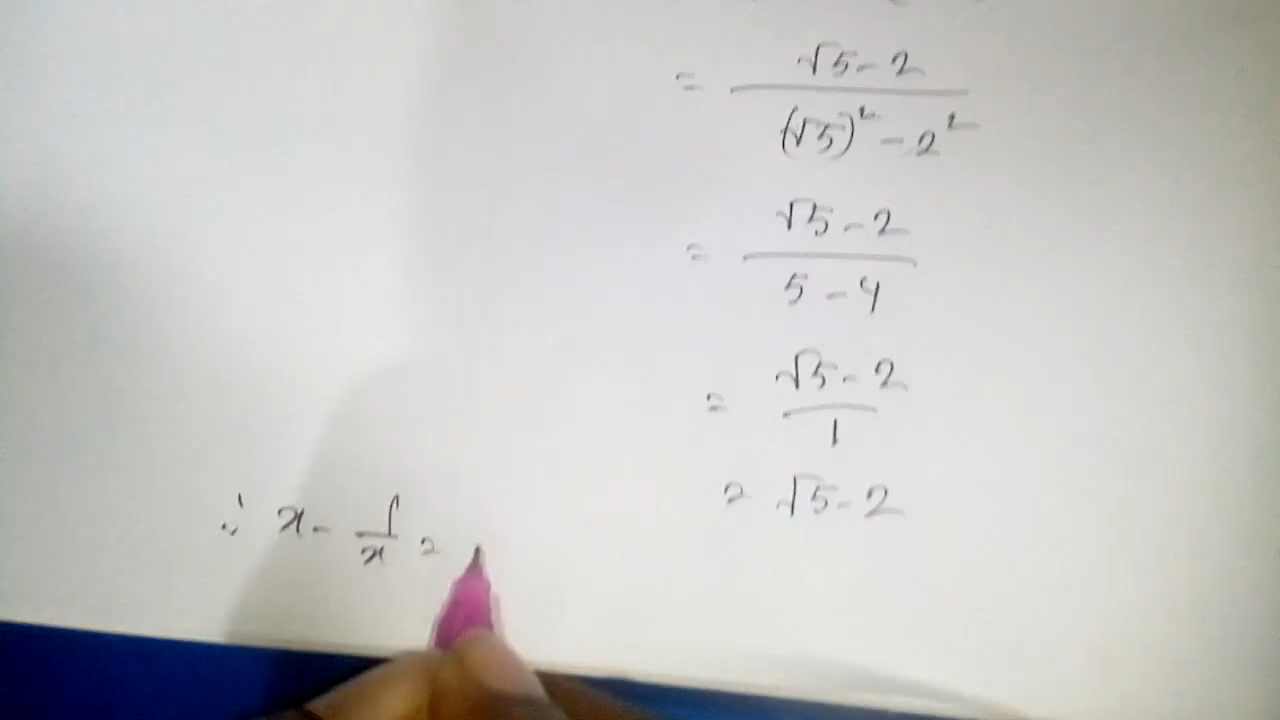 = √5 - 2 / (√5)² - 2²
= √5 - 2 / 5 - 4
= √5 - 2 / 1
= √5 - 2
∴ x - 1/x =